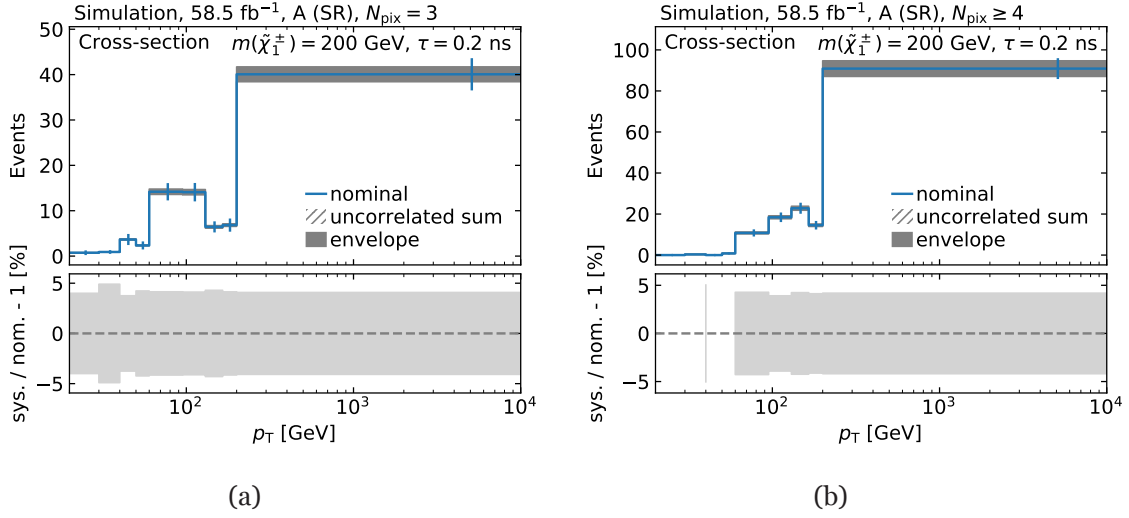 Simulation, 58.5 fb⁻¹, A (SR), N_pix = 3
Cross-section
m(χ̃₁±) = 200 GeV, τ = 0.2 ns
Events
50
40
30
20
10
0
nominal
uncorrelated sum
envelope
sys. / nom. - 1 [%]
5
0
−5
10² 10³ 10⁴
p_T [GeV]
(a)
Simulation, 58.5 fb⁻¹, A (SR), N_pix ≥ 4
Cross-section
m(χ̃₁±) = 200 GeV, τ = 0.2 ns
Events
100
80
60
40
20
0
nominal
uncorrelated sum
envelope
sys. / nom. - 1 [%]
5
0
−5
10² 10³ 10⁴
p_T [GeV]
(b)